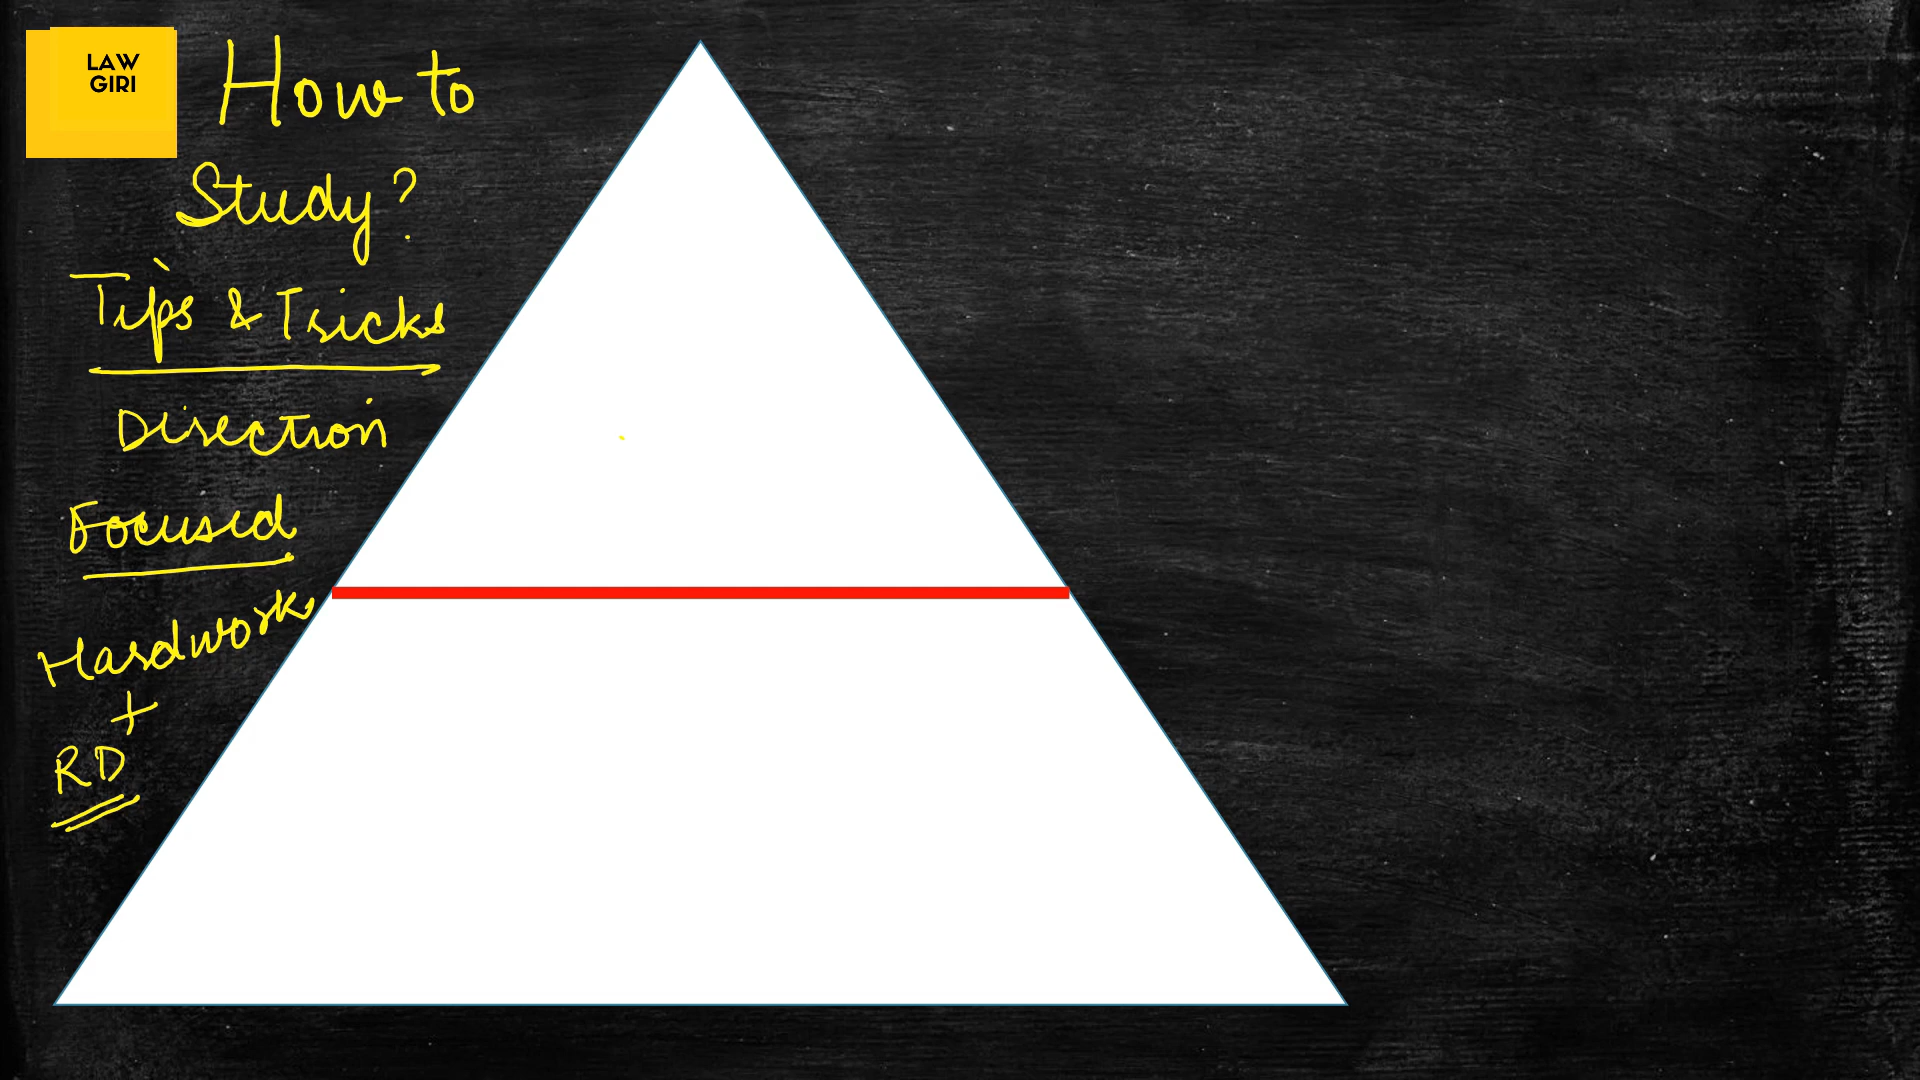 LAW
GIRI
How to
Study?
Tips & Tricks
Direction
Focused
Hardwork
+
RD